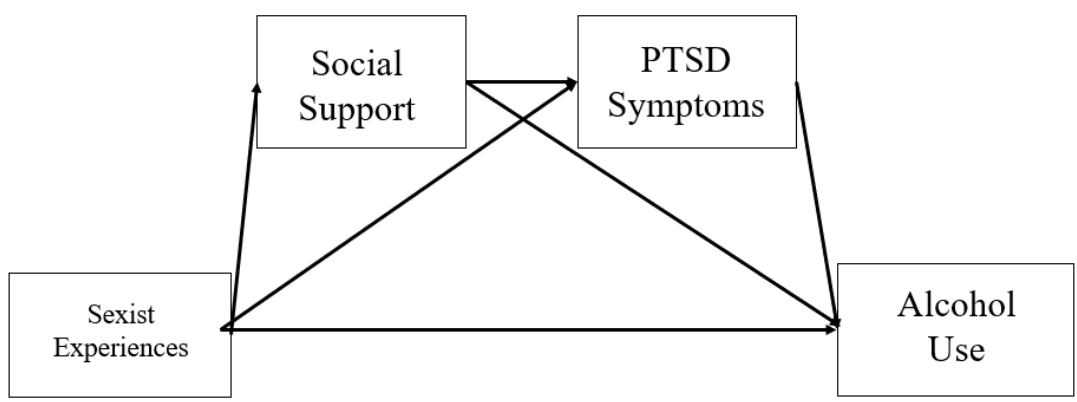 Social
Support
PTSD
Symptoms
Sexist
Experiences
Alcohol
Use